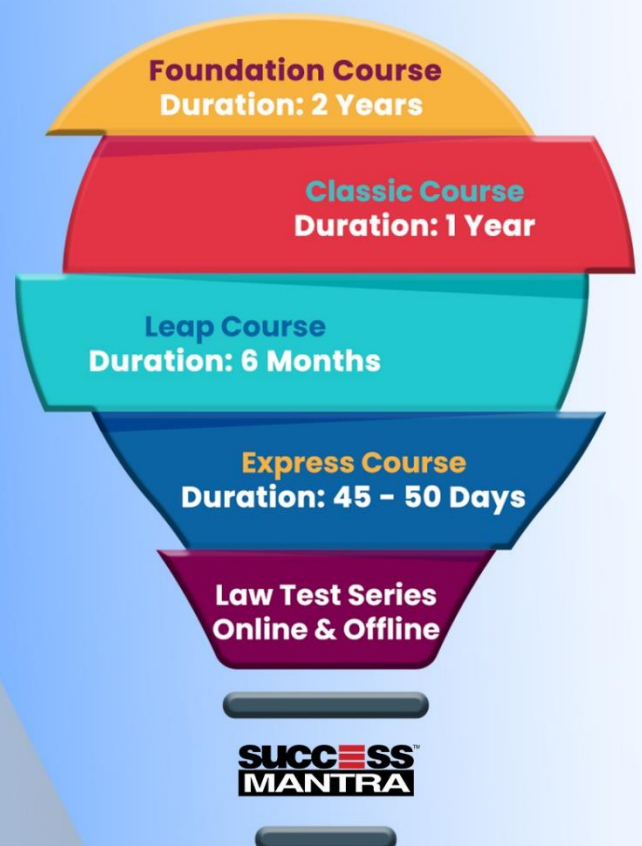 Foundation Course
Duration: 2 Years
Classic Course
Duration: 1 Year
Leap Course
Duration: 6 Months
Express Course
Duration: 45 - 50 Days
Law Test Series
Online & Offline
SUCCESS™
MANTRA